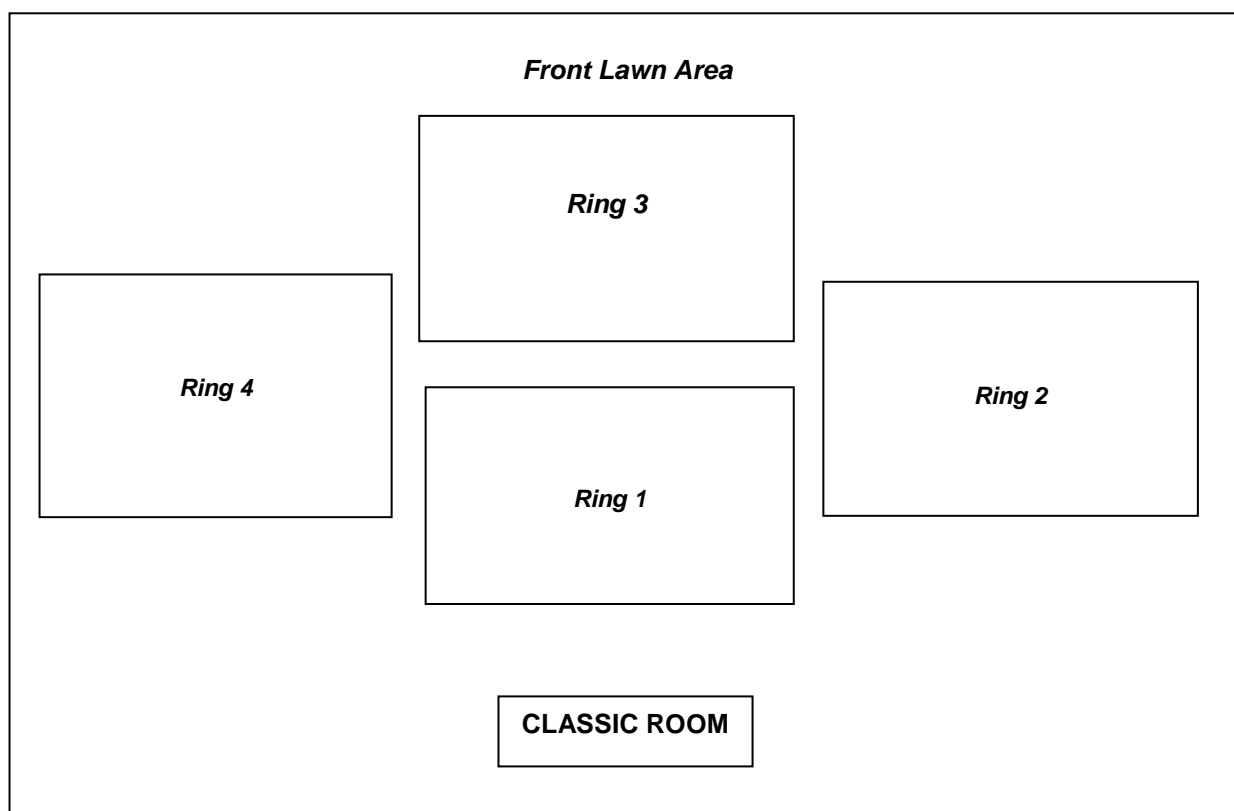 Front Lawn Area
Ring 3
Ring 4
Ring 2
Ring 1
CLASSIC ROOM